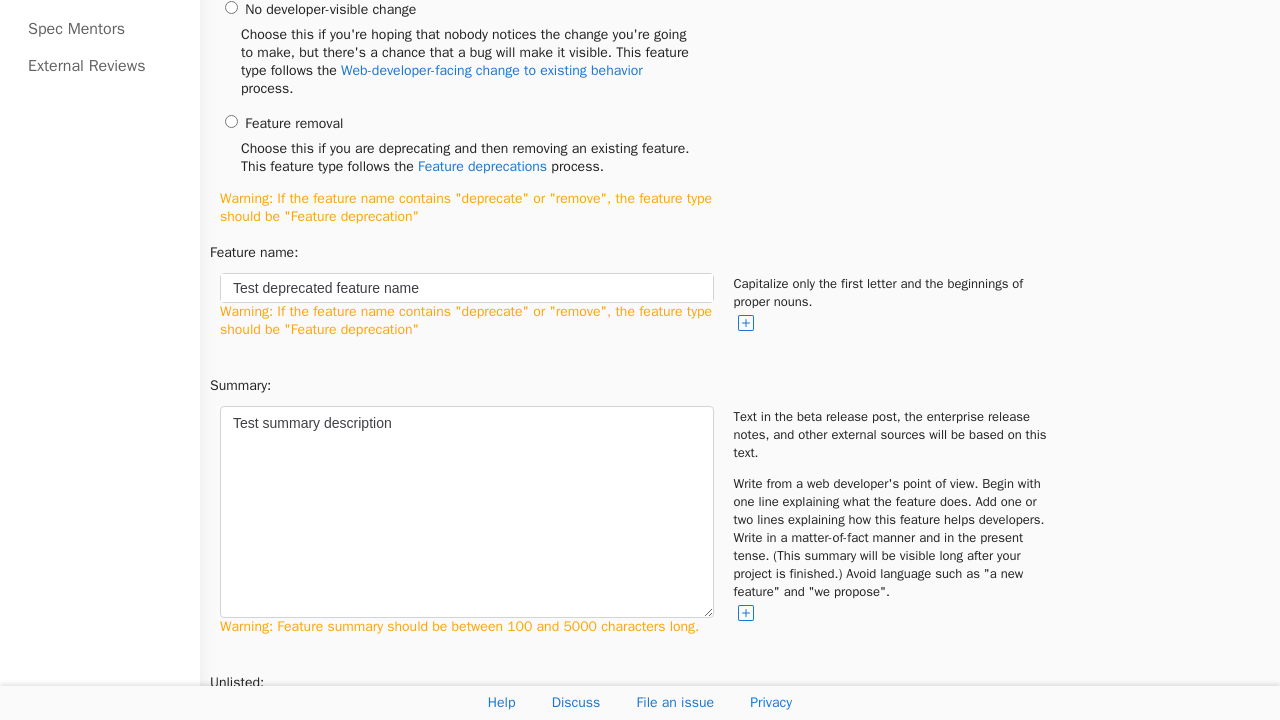 Spec Mentors
External Reviews
No developer-visible change
Choose this if you're hoping that nobody notices the change you're going
to make, but there's a chance that a bug will make it visible. This feature
type follows the Web-developer-facing change to existing behavior
process.
Feature removal
Choose this if you are deprecating and then removing an existing feature.
This feature type follows the Feature deprecations process.
Warning: If the feature name contains "deprecate" or "remove", the feature type
should be "Feature deprecation"
Feature name:
Test deprecated feature name
Warning: If the feature name contains "deprecate" or "remove", the feature type
should be "Feature deprecation"
Capitalize only the first letter and the beginnings of
proper nouns.
Summary:
Test summary description
Warning: Feature summary should be between 100 and 5000 characters long.
Text in the beta release post, the enterprise release
notes, and other external sources will be based on this
text.
Write from a web developer's point of view. Begin with
one line explaining what the feature does. Add one or
two lines explaining how this feature helps developers.
Write in a matter-of-fact manner and in the present
tense. (This summary will be visible long after your
project is finished.) Avoid language such as "a new
feature" and "we propose".
Unlisted:
Help Discuss File an issue Privacy